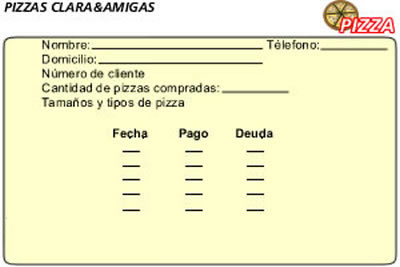 PIZZAS CLARA&AMIGAS
PIZZA
Nombre: Télefono:
Domicilio:
Número de cliente
Cantidad de pizzas compradas:
Tamaños y tipos de pizza
Fecha Pago Deuda